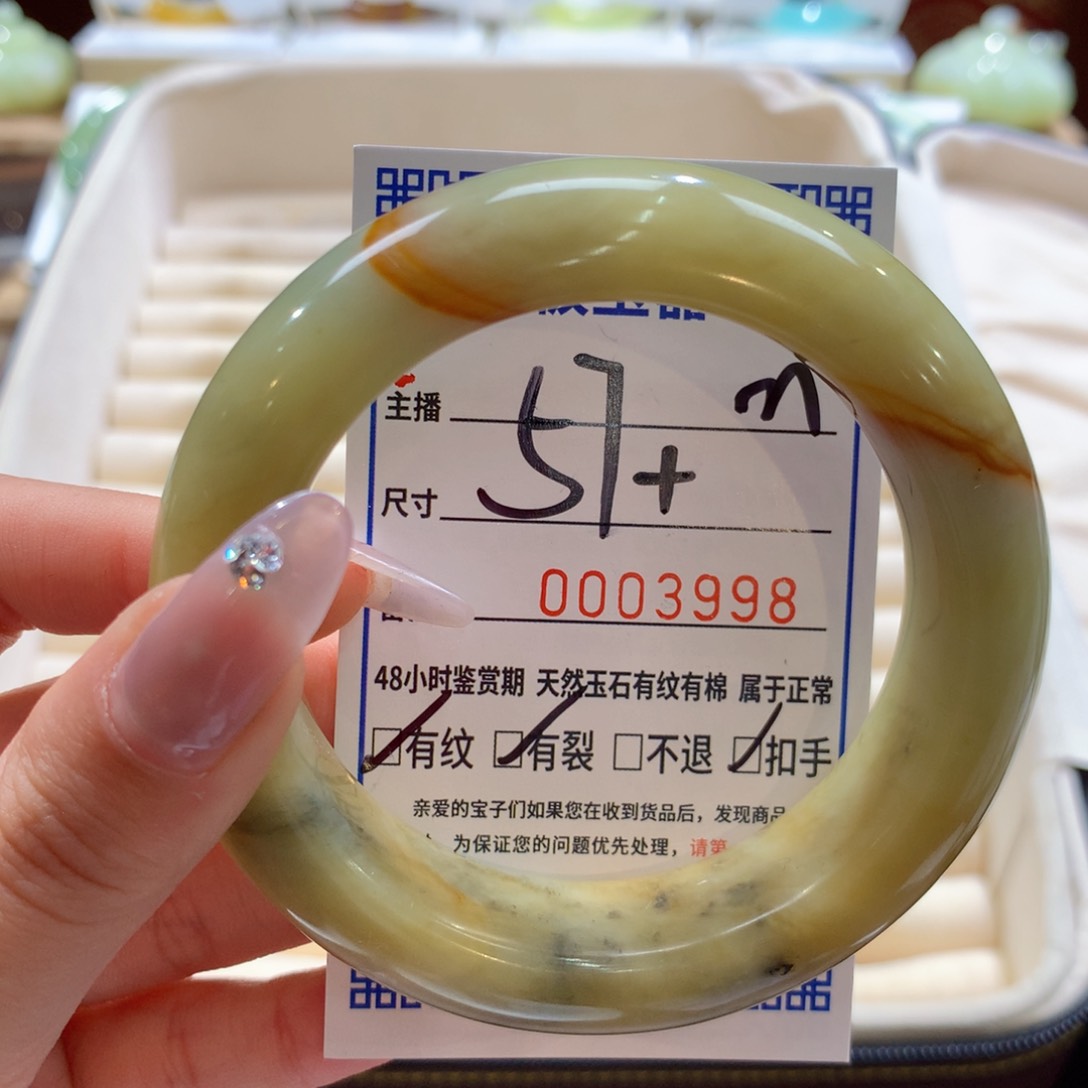 主播 m
尺寸 57+
0003998
48小时鉴赏期 天然玉石有纹有棉 属于正常
☑有纹 ☑有裂 □不退 ☑扣手
亲爱的宝子们如果您在收到货品后，发现商品
为保证您的问题优先处理，请第